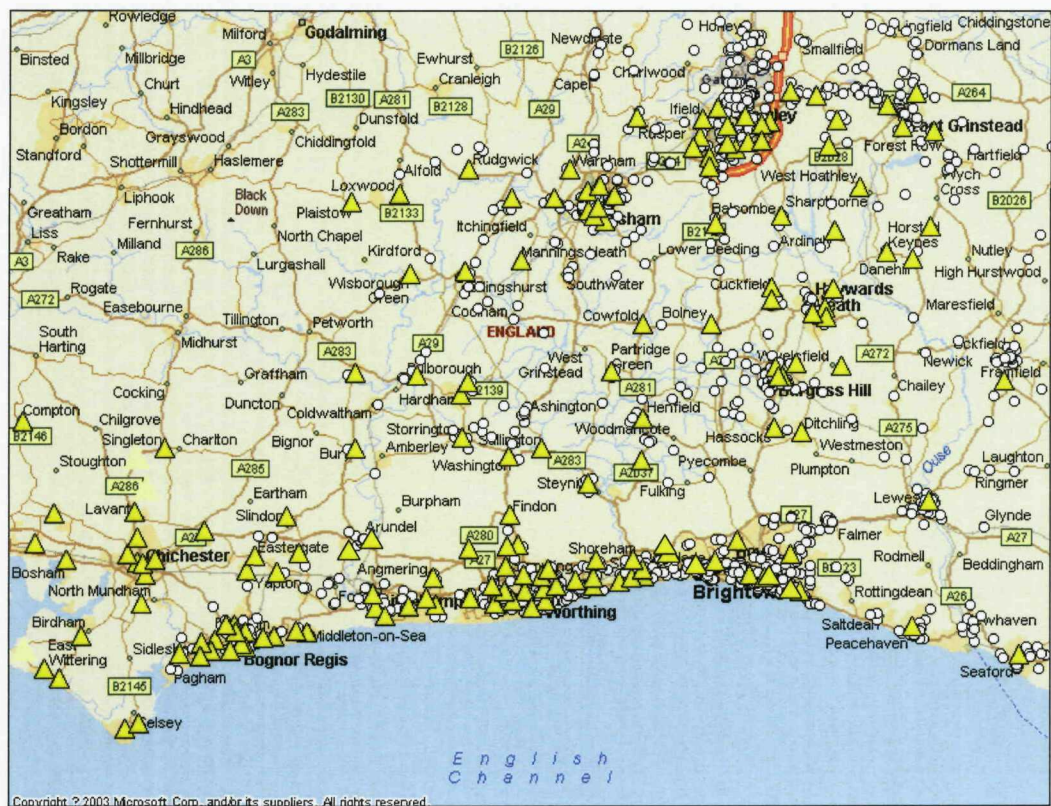 Rowledge
Milford
Godalming
B2126
Newdigate
Horley
Smallfield
Lingfield
Chiddingstone
Dormans Land
Binsted
Millbridge
A3
Witley
Hydestile
Ewhurst
Cranleigh
Capel
Charlwood
Churt
B2130
A281
B2128
A29
A264
Kingsley
Hindhead
A283
Dunsfold
Ifield
Bordon
Grayswood
Chiddingfold
Rusper
East Grinstead
Standford
Shottermill
Haslemere
Alfold
Rudgwick
Warnham
B2028
Forest Row
Hartfield
Liphook
Black
Down
Loxwood
West Hoathley
Wych
Cross
Greatham
Fernhurst
Plaistow
B2133
Balcombe
Sharpthorne
B2026
Liss
Milland
A286
North Chapel
Itchingfield
Ardingly
Horsted
Keynes
Nutley
A3
Rake
Lurgashall
Kirdford
Mannings Heath
Lower Beeding
Danehill
High Hurstwood
A272
Rogate
Wisborough
Green
Southwater
Cuckfield
Haywards
Heath
Maresfield
Easebourne
Tillington
Petworth
Coolham
ENGLAND
Cowfold
Bolney
South
Harting
Midhurst
A283
A29
West
Grinstead
Partridge
Green
Wivelsfield
A272
Newick
Uckfield
Framfield
Cocking
Graffham
Pulborough
Hardham
B2139
A281
Burgess Hill
Chailey
Compton
Duncton
Coldwaltham
Ashington
Henfield
B2146
Chilgrove
Singleton
Charlton
Bignor
Bury
Storrington
Amberley
Sullington
Woodmancote
Hassocks
Ditchling
Westmeston
A275
Stoughton
A285
Washington
A283
A2037
Pyecombe
Plumpton
Ouse
Laughton
Ringmer
A286
Eartham
Steyning
Fulking
Lavant
Slindon
Burpham
Findon
Lewes
Arundel
A27
Falmer
Glynde
Chichester
Eastergate
A280
Shoreham
A27
Bosham
Angmering
A27
Rodmell
Beddingham
North Mundham
Yapton
Brighton
Rottingdean
A26
Worthing
Birdham
Middleton-on-Sea
Saltdean
Peacehaven
Newhaven
East
Wittering
Sidlesham
Bognor Regis
Seaford
Pagham
B2145
Selsey
English
Channel
Copyright ? 2003 Microsoft Corp. and/or its suppliers. All rights reserved.